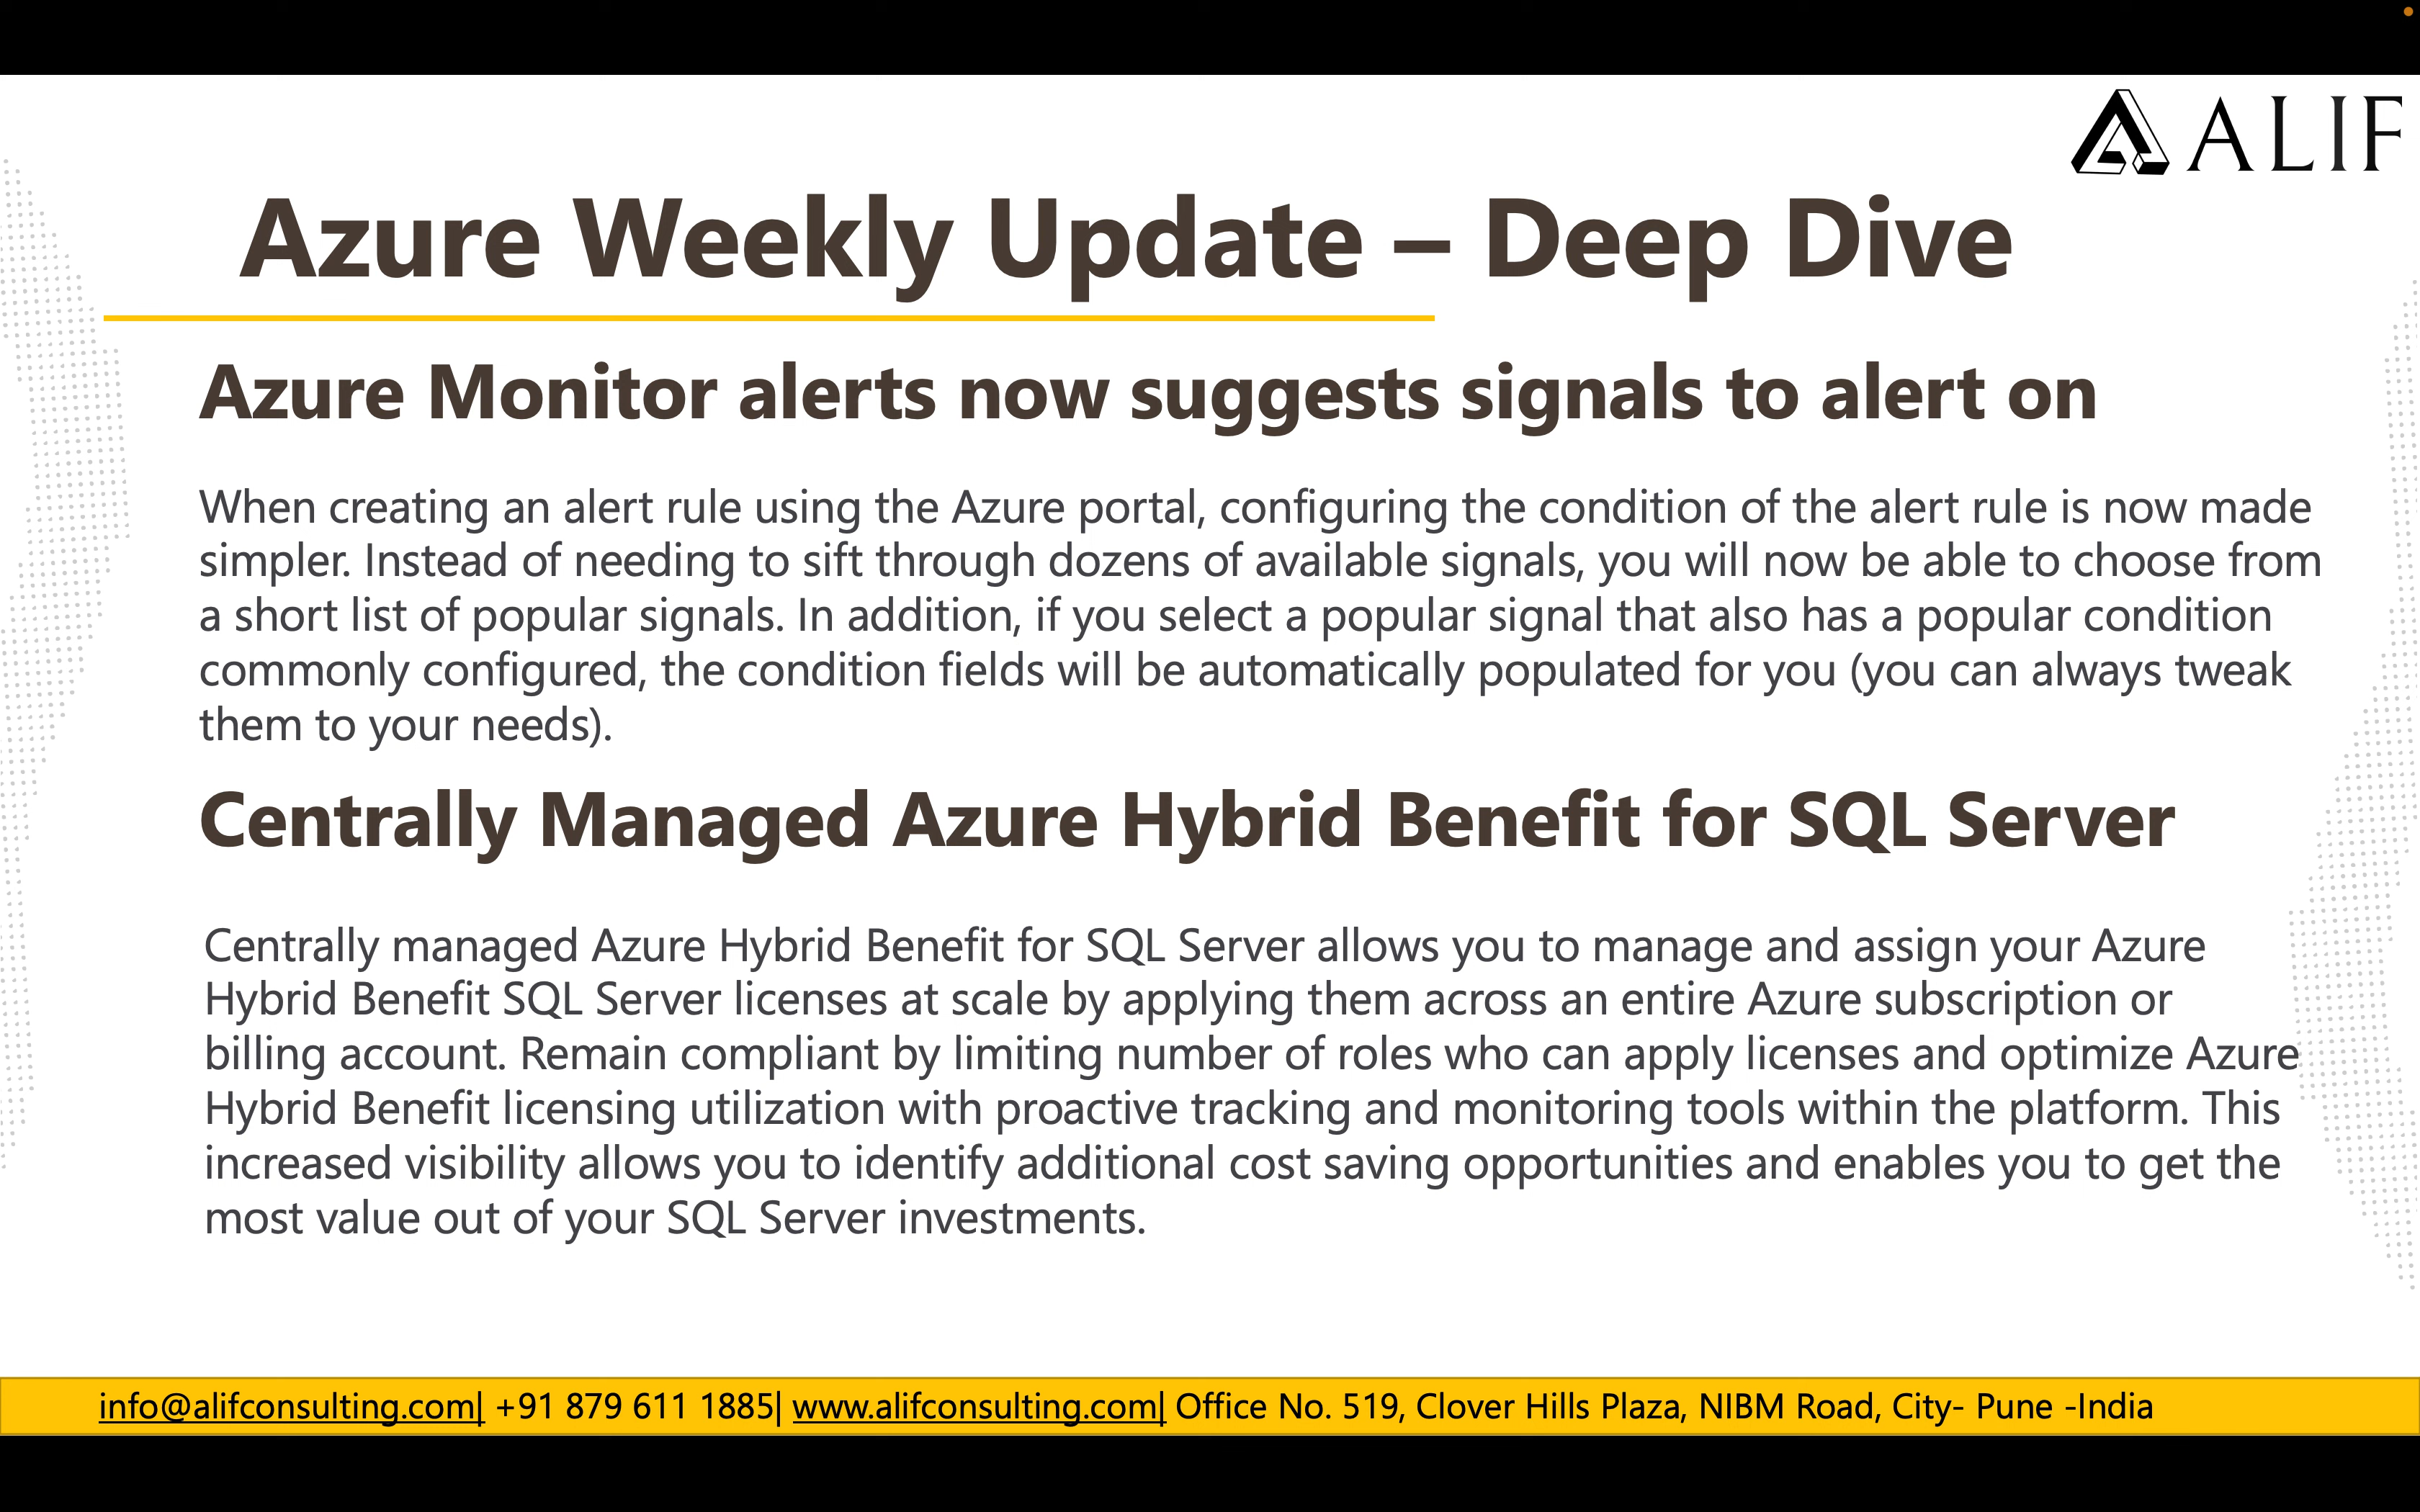 ALIF
Azure Weekly Update – Deep Dive
Azure Monitor alerts now suggests signals to alert on
When creating an alert rule using the Azure portal, configuring the condition of the alert rule is now made
simpler. Instead of needing to sift through dozens of available signals, you will now be able to choose from
a short list of popular signals. In addition, if you select a popular signal that also has a popular condition
commonly configured, the condition fields will be automatically populated for you (you can always tweak
them to your needs).
Centrally Managed Azure Hybrid Benefit for SQL Server
Centrally managed Azure Hybrid Benefit for SQL Server allows you to manage and assign your Azure
Hybrid Benefit SQL Server licenses at scale by applying them across an entire Azure subscription or
billing account. Remain compliant by limiting number of roles who can apply licenses and optimize Azure
Hybrid Benefit licensing utilization with proactive tracking and monitoring tools within the platform. This
increased visibility allows you to identify additional cost saving opportunities and enables you to get the
most value out of your SQL Server investments.
info@alifconsulting.com| +91 879 611 1885| www.alifconsulting.com| Office No. 519, Clover Hills Plaza, NIBM Road, City- Pune -India